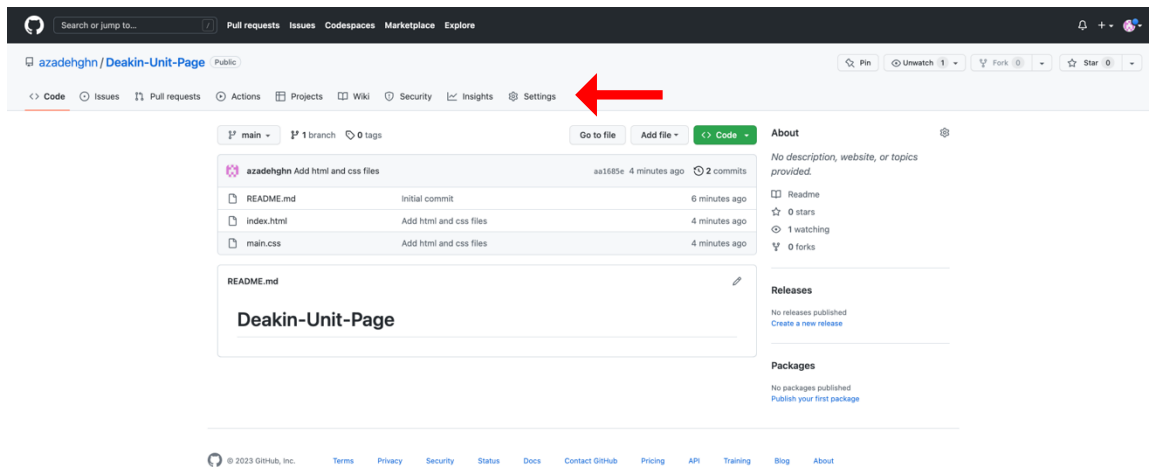 Search or jump to... /
Pull requests Issues Codespaces Marketplace Explore
azadehghn / Deakin-Unit-Page Public
Pin Unwatch 1 Fork 0 Star 0
Code Issues Pull requests Actions Projects Wiki Security Insights Settings
main 1 branch 0 tags Go to file Add file Code
azadehghn Add html and css files aa1685e 4 minutes ago 2 commits
README.md Initial commit 6 minutes ago
index.html Add html and css files 4 minutes ago
main.css Add html and css files 4 minutes ago
README.md
Deakin-Unit-Page
About
No description, website, or topics
provided.
Readme
0 stars
1 watching
0 forks
Releases
No releases published
Create a new release
Packages
No packages published
Publish your first package
© 2023 GitHub, Inc. Terms Privacy Security Status Docs Contact GitHub Pricing API Training Blog About